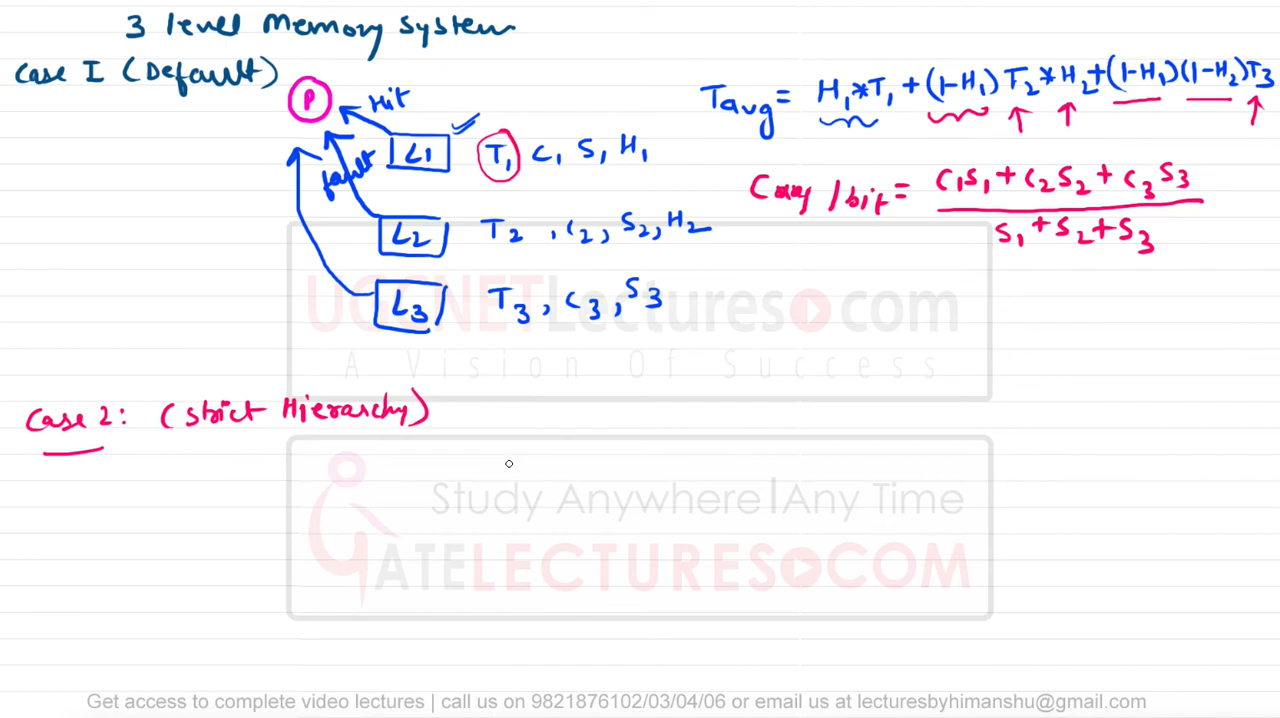 3 level Memory System
Case I (Default)
P
Hit
fault
L1 T1 C1 S1 H1
L2 T2, C2, S2, H2
L3 T3, C3, S3
Tavg = H1*T1 + (1-H1) T2*H2 + (1-H1)(1-H2)T3
Cavg/bit = C1S1 + C2S2 + C3S3
S1 + S2 + S3
UGCNETLectures.com
A Vision Of Success
Case 2: (Strict Hierarchy)
Study Anywhere|Any Time
GATELECTURES.COM
Get access to complete video lectures | call us on 9821876102/03/04/06 or email us at lecturesbyhimanshu@gmail.com